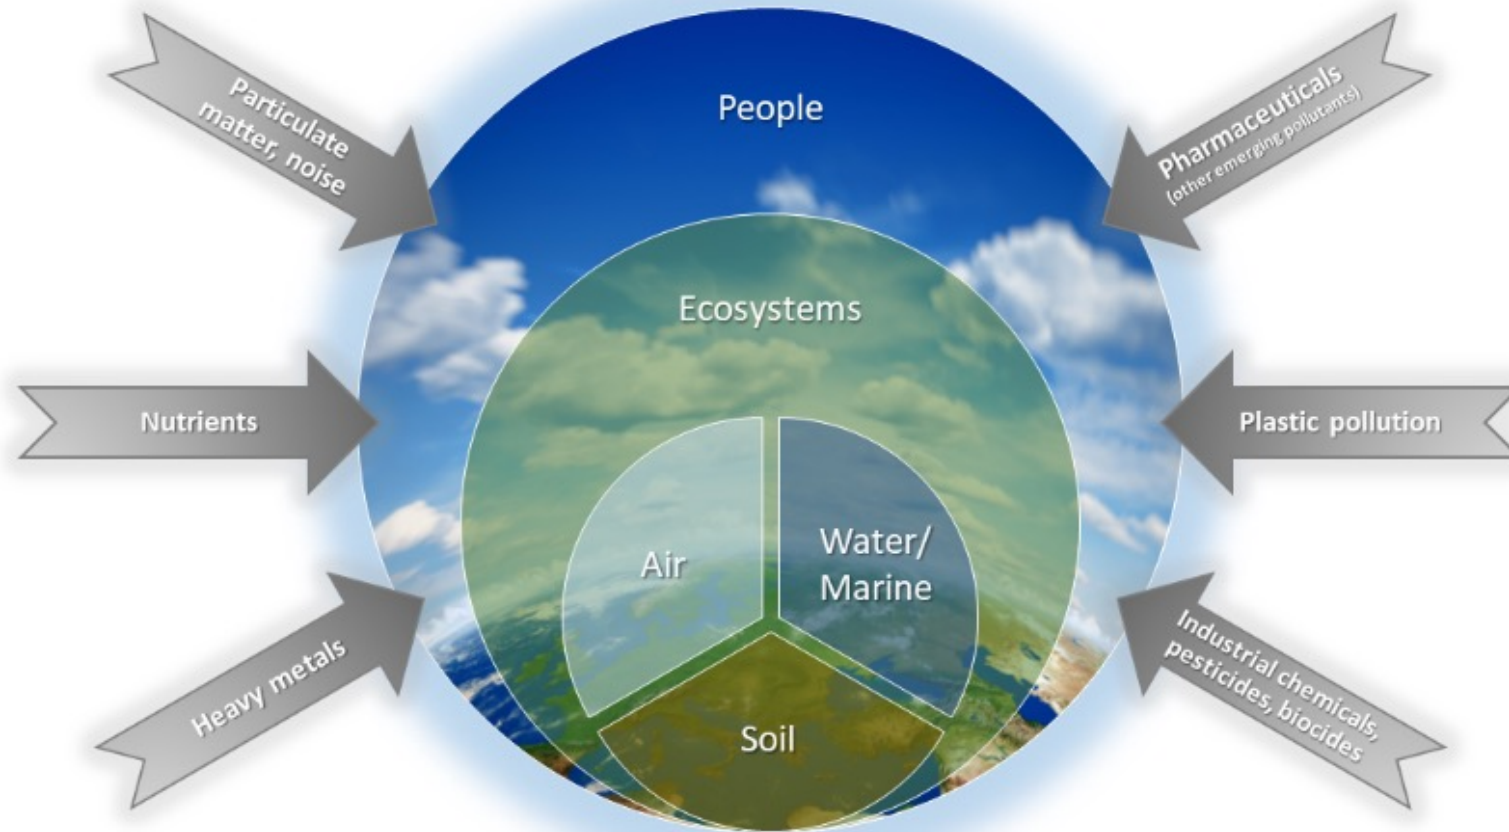 People
Particulate
matter, noise
Pharmaceuticals
(other emerging pollutants)
Ecosystems
Nutrients
Plastic pollution
Air
Water/
Marine
Heavy metals
Industrial chemicals,
pesticides, biocides
Soil